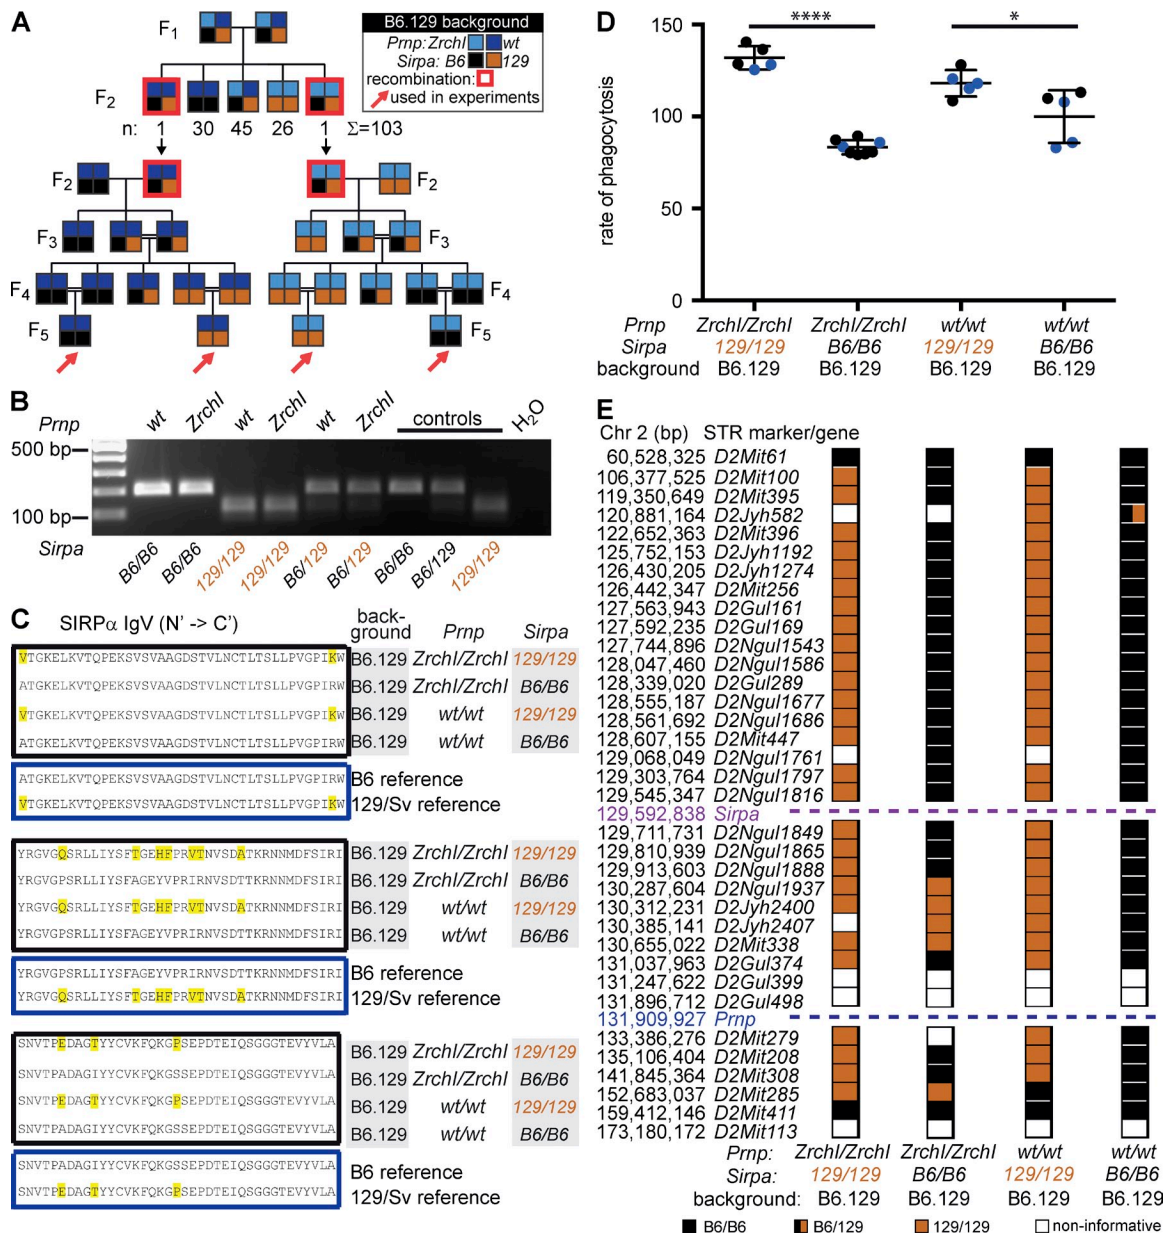 A
B6.129 background
Prnp: ZrchI wt
Sirpa: B6 129
recombination:
used in experiments
F1
F2
n: 1 30 45 26 1 Σ=103
F2 F2
F3 F3
F4 F4
F5 F5
B
Prnp wt ZrchI wt ZrchI wt ZrchI controls H2O
500 bp
100 bp
Sirpa B6/B6 B6/B6 129/129 129/129 B6/129 B6/129 B6/B6 B6/129 129/129
C
SIRPα IgV (N' -> C') back-ground Prnp Sirpa
VTGKELKVTQPEKSVSVAAGDSTVLNCTLTSLLPVGPIKW B6.129 ZrchI/ZrchI 129/129
ATGKELKVTQPEKSVSVAAGDSTVLNCTLTSLLPVGPIRW B6.129 ZrchI/ZrchI B6/B6
VTGKELKVTQPEKSVSVAAGDSTVLNCTLTSLLPVGPIKW B6.129 wt/wt 129/129
ATGKELKVTQPEKSVSVAAGDSTVLNCTLTSLLPVGPIRW B6.129 wt/wt B6/B6
ATGKELKVTQPEKSVSVAAGDSTVLNCTLTSLLPVGPIRW B6 reference
VTGKELKVTQPEKSVSVAAGDSTVLNCTLTSLLPVGPIKW 129/Sv reference
YRGVGQSRLLIYSFTGEHFPRVTNVSDATKRNNMDFSIRI B6.129 ZrchI/ZrchI 129/129
YRGVGPSRLLIYSFAGEYVPRIRNVSDTTKRNNMDFSIRI B6.129 ZrchI/ZrchI B6/B6
YRGVGQSRLLIYSFTGEHFPRVTNVSDATKRNNMDFSIRI B6.129 wt/wt 129/129
YRGVGPSRLLIYSFAGEYVPRIRNVSDTTKRNNMDFSIRI B6.129 wt/wt B6/B6
YRGVGPSRLLIYSFAGEYVPRIRNVSDTTKRNNMDFSIRI B6 reference
YRGVGQSRLLIYSFTGEHFPRVTNVSDATKRNNMDFSIRI 129/Sv reference
SNVTPEDAGTYYCVKFQKGPSEPDTEIQSGGGTEVYVLA B6.129 ZrchI/ZrchI 129/129
SNVTPADAGIYYCVKFQKGSSEPDTEIQSGGGTEVYVLA B6.129 ZrchI/ZrchI B6/B6
SNVTPEDAGTYYCVKFQKGPSEPDTEIQSGGGTEVYVLA B6.129 wt/wt 129/129
SNVTPADAGIYYCVKFQKGSSEPDTEIQSGGGTEVYVLA B6.129 wt/wt B6/B6
SNVTPADAGIYYCVKFQKGSSEPDTEIQSGGGTEVYVLA B6 reference
SNVTPEDAGTYYCVKFQKGPSEPDTEIQSGGGTEVYVLA 129/Sv reference
D
**** *
rate of phagocytosis
150
100
50
0
Prnp ZrchI/ZrchI ZrchI/ZrchI wt/wt wt/wt
Sirpa 129/129 B6/B6 129/129 B6/B6
background B6.129 B6.129 B6.129 B6.129
E
Chr 2 (bp) STR marker/gene
60,528,325 D2Mit61
106,377,525 D2Mit100
119,350,649 D2Mit395
120,881,164 D2Jyh582
122,652,363 D2Mit396
125,752,153 D2Jyh1192
126,430,205 D2Jyh1274
126,442,347 D2Mit256
127,563,943 D2Gul161
127,592,235 D2Gul169
127,744,896 D2Ngul1543
128,047,460 D2Ngul1586
128,339,020 D2Gul289
128,555,187 D2Ngul1677
128,561,692 D2Ngul1686
128,607,155 D2Mit447
129,068,049 D2Ngul1761
129,303,764 D2Ngul1797
129,545,347 D2Ngul1816
129,592,838 Sirpa
129,711,731 D2Ngul1849
129,810,939 D2Ngul1865
129,913,603 D2Ngul1888
130,287,604 D2Ngul1937
130,312,231 D2Jyh2400
130,385,141 D2Jyh2407
130,655,022 D2Mit338
131,037,963 D2Gul374
131,247,622 D2Gul399
131,896,712 D2Gul498
131,909,927 Prnp
133,386,276 D2Mit279
135,106,404 D2Mit208
141,845,364 D2Mit308
152,683,037 D2Mit285
159,412,146 D2Mit411
173,180,172 D2Mit113
Prnp: ZrchI/ZrchI ZrchI/ZrchI wt/wt wt/wt
Sirpa: 129/129 B6/B6 129/129 B6/B6
background: B6.129 B6.129 B6.129 B6.129
B6/B6 B6/129 129/129 non-informative